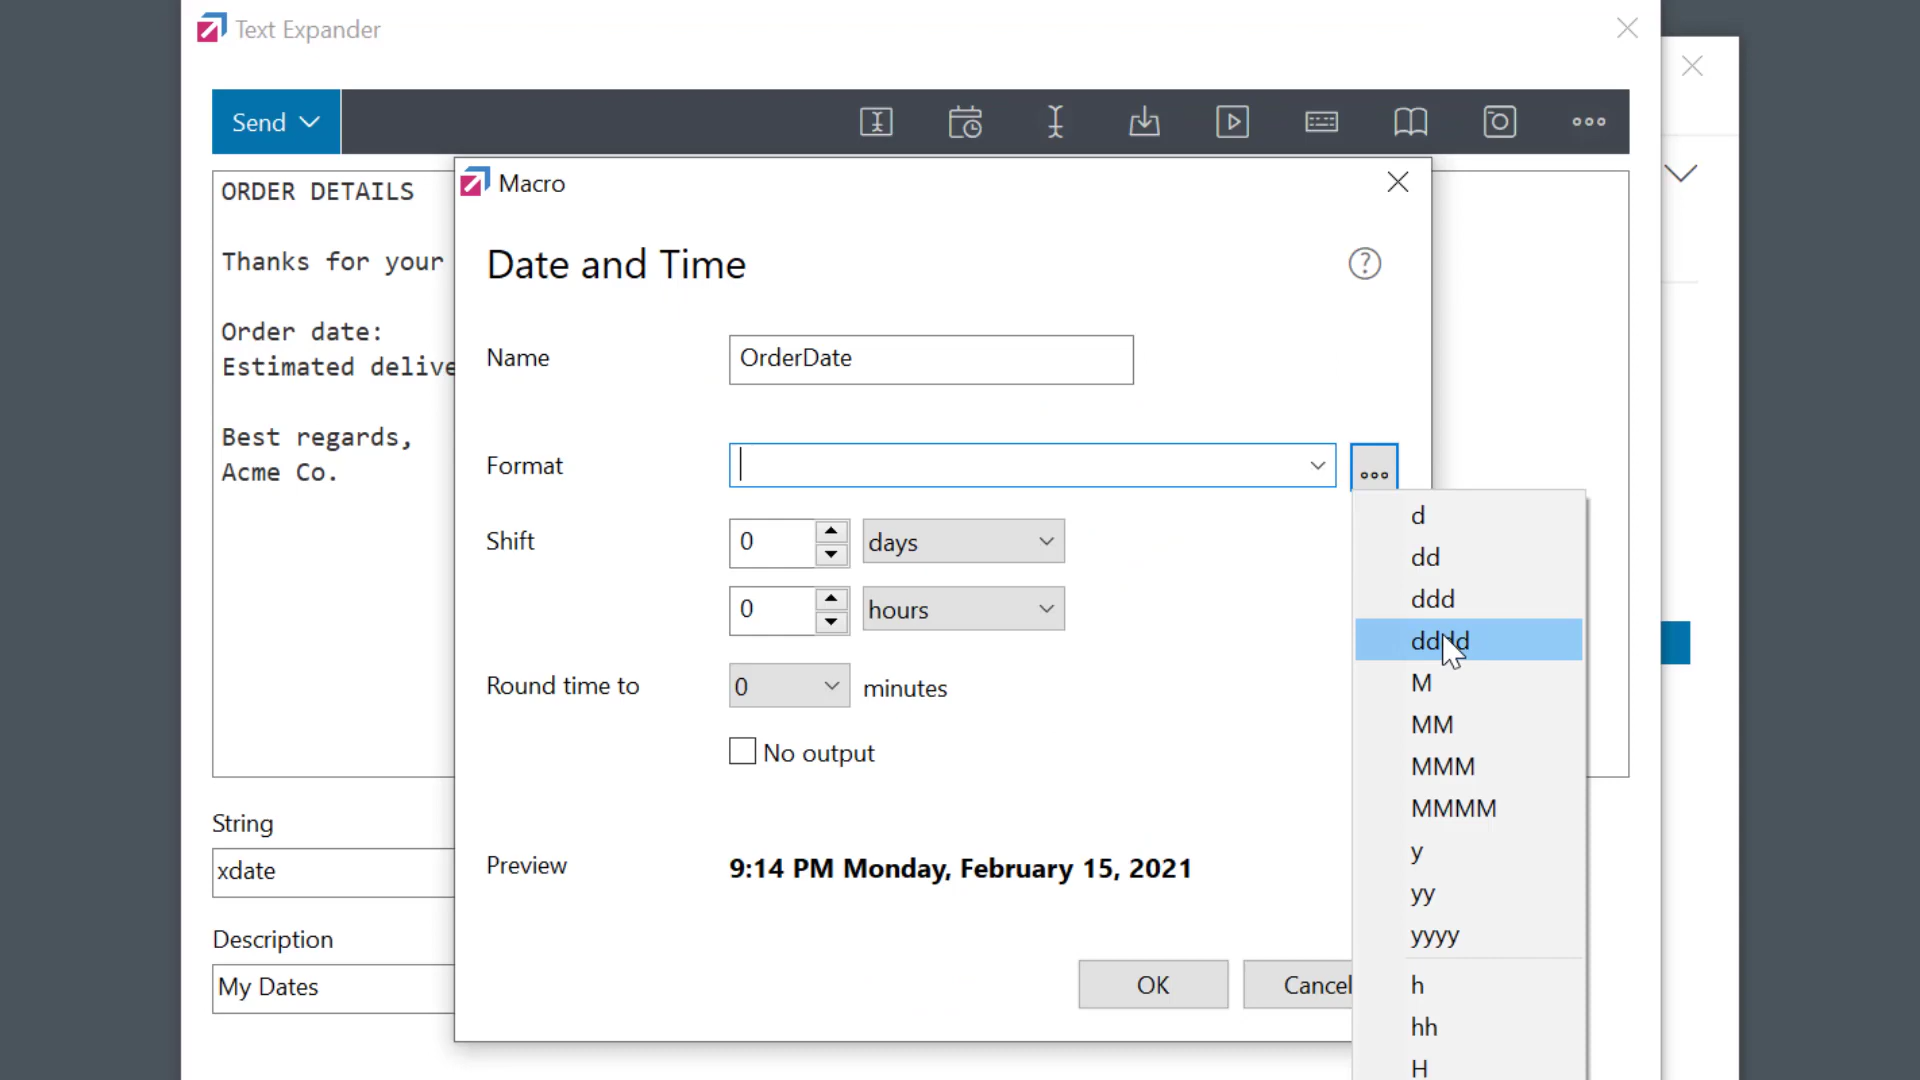 Text Expander
Send
ORDER DETAILS
Thanks for your
Order date:
Estimated delive
Best regards,
Acme Co.
String
xdate
Description
My Dates
Macro
Date and Time
Name
OrderDate
Format
Shift
0
days
0
hours
Round time to
0
minutes
No output
Preview
9:14 PM Monday, February 15, 2021
OK
Cancel
d
dd
ddd
dddd
M
MM
MMM
MMMM
y
yy
yyyy
h
hh
H